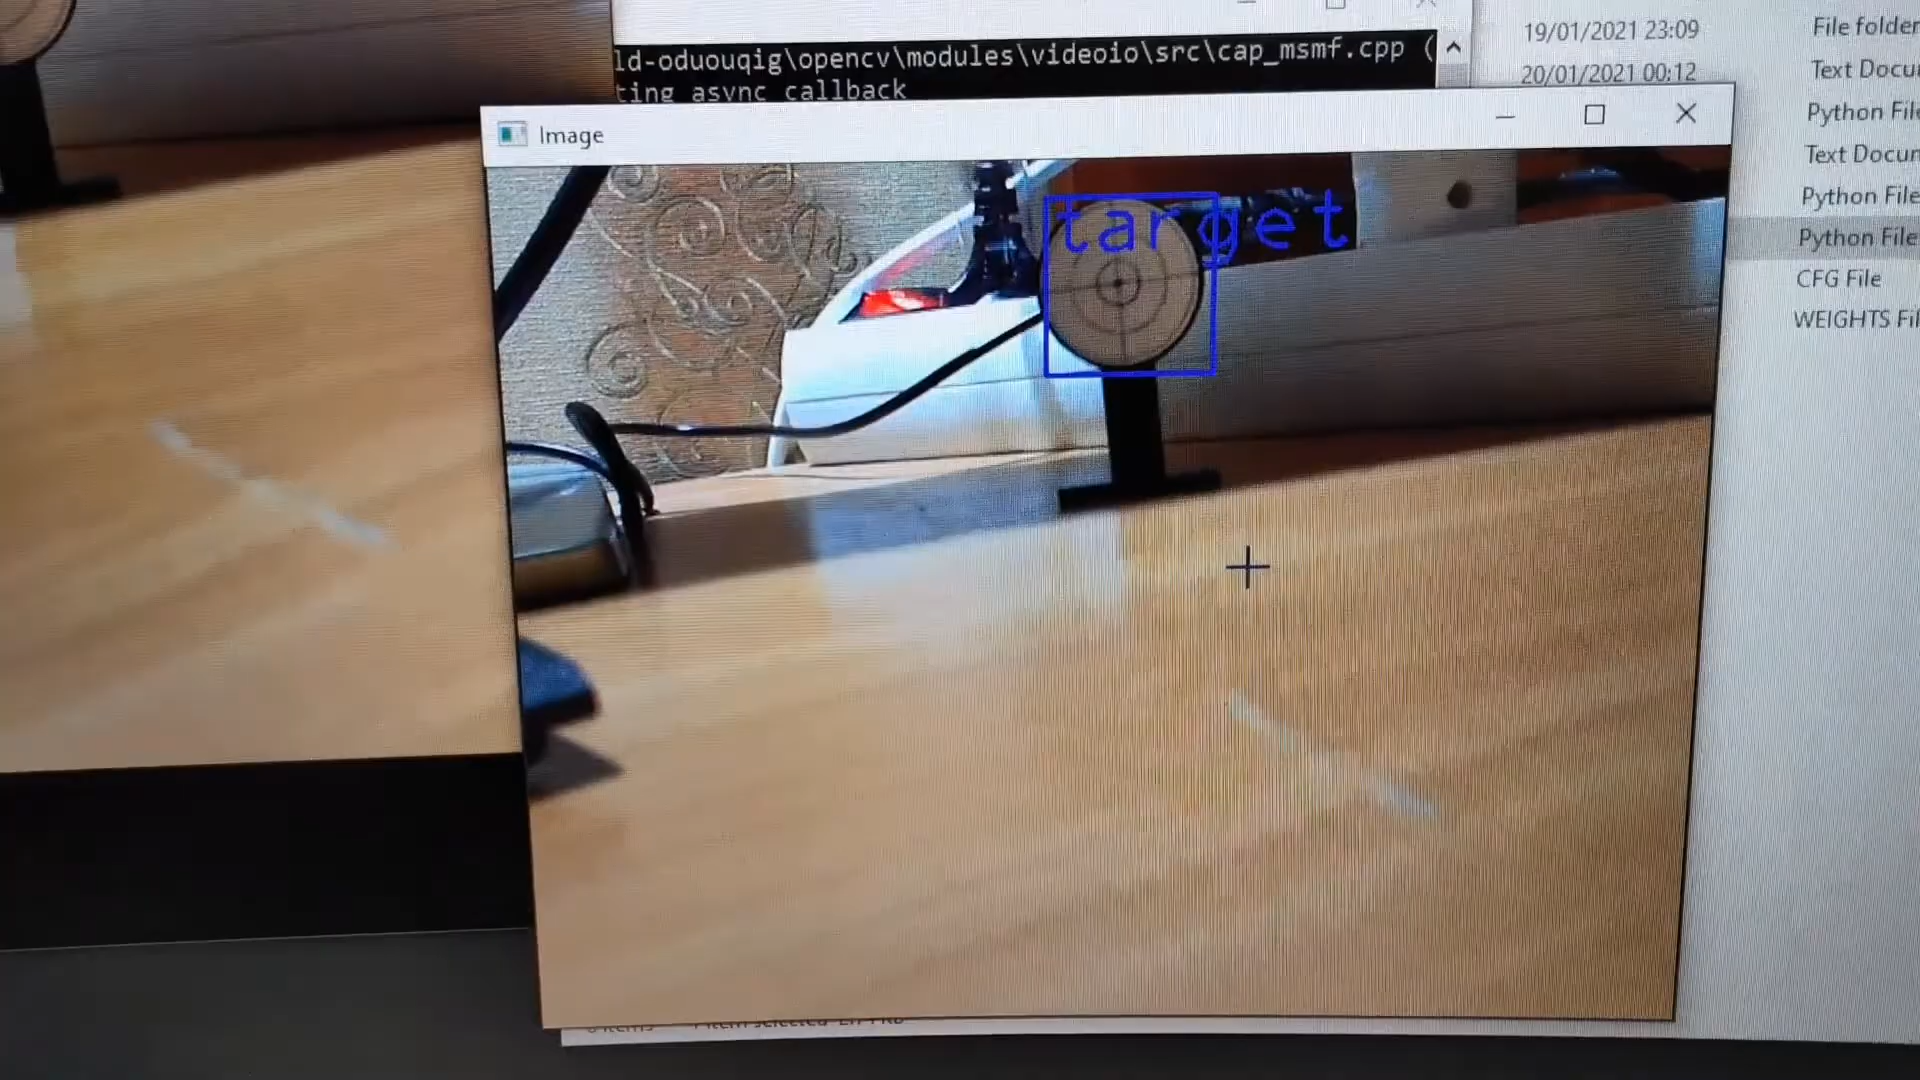 ld-oduouqig\opencv\modules\videoio\src\cap_msmf.cpp (
ting async callback
19/01/2021 23:09
File folder
20/01/2021 00:12
Text Docu
Python File
Text Docu
Python File
Python File
CFG File
WEIGHTS Fil
Image
target